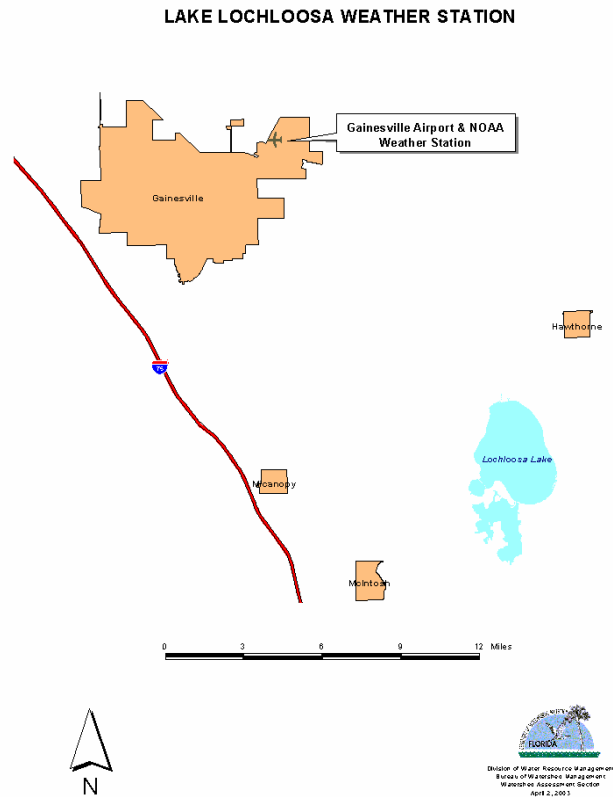 LAKE LOCHLOOSA WEATHER STATION
Gainesville Airport & NOAA
Weather Station
Gainesville
Hawthorne
75
Lochloosa Lake
Micanopy
McIntosh
0 3 6 9 12 Miles
N
FLORIDA
Division of Water Resource Management
Bureau of Watershed Management
Watershed Assessment Section
April 2, 2003